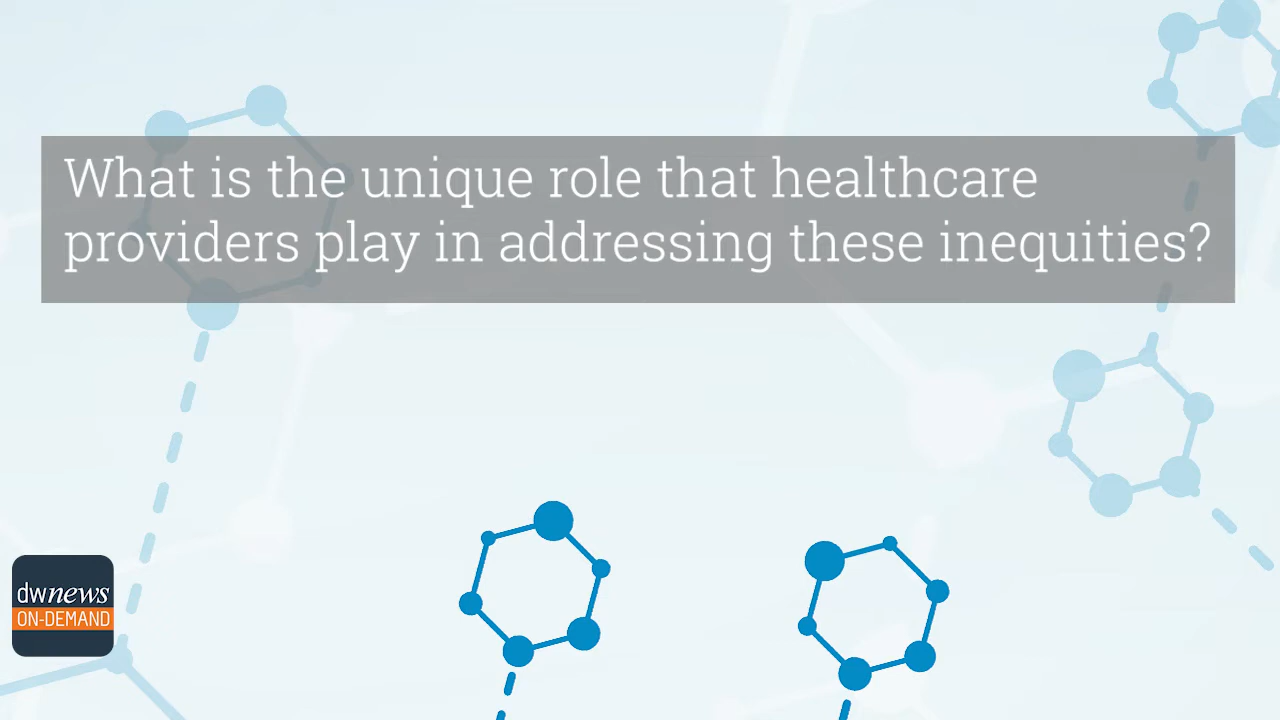 What is the unique role that healthcare
providers play in addressing these inequities?
dwnews
ON-DEMAND